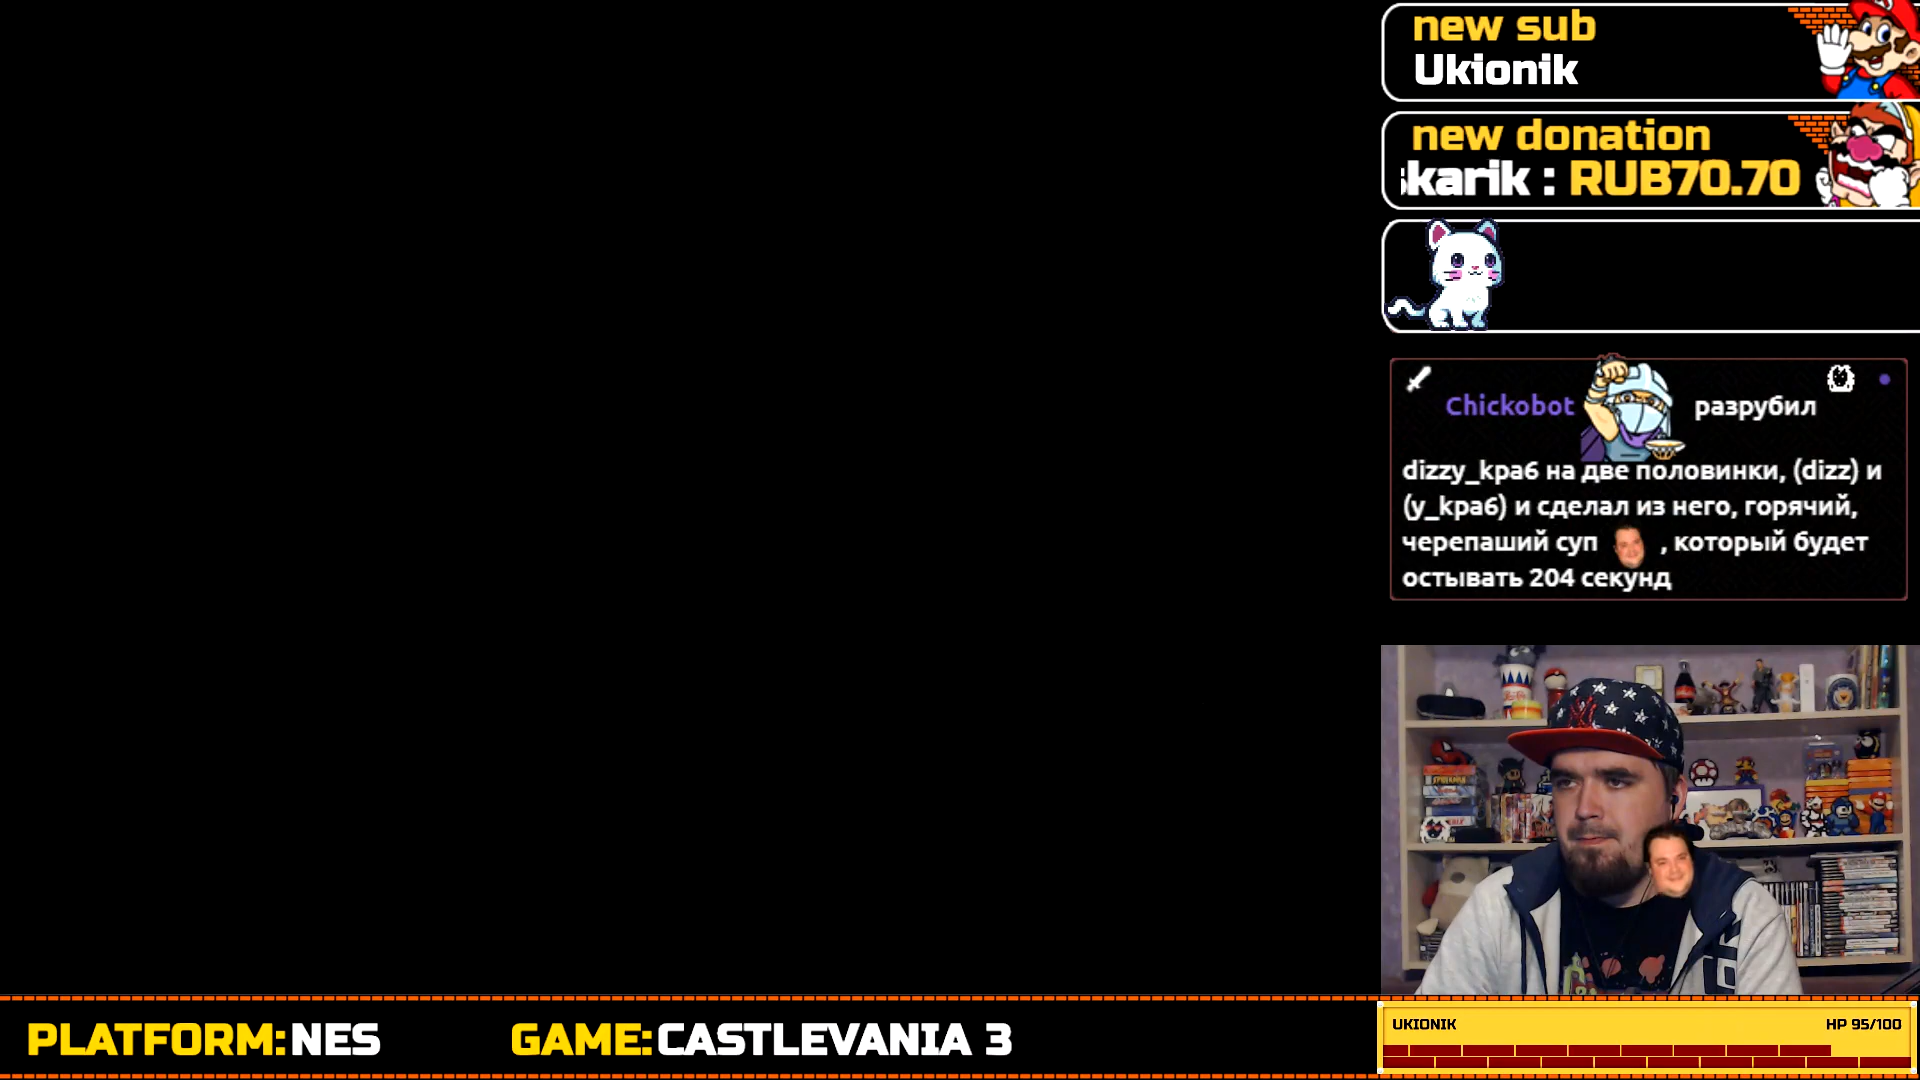 new sub
Ukionik
new donation
karik : RUB70.70
Chickobot разрубил
dizzy_kpa6 на две половинки, (dizz) и
(y_kpa6) и сделал из него, горячий,
черепаший суп , который будет
остывать 204 секунд
PLATFORM:NES GAME:CASTLEVANIA 3
UKIONIK HP 95/100